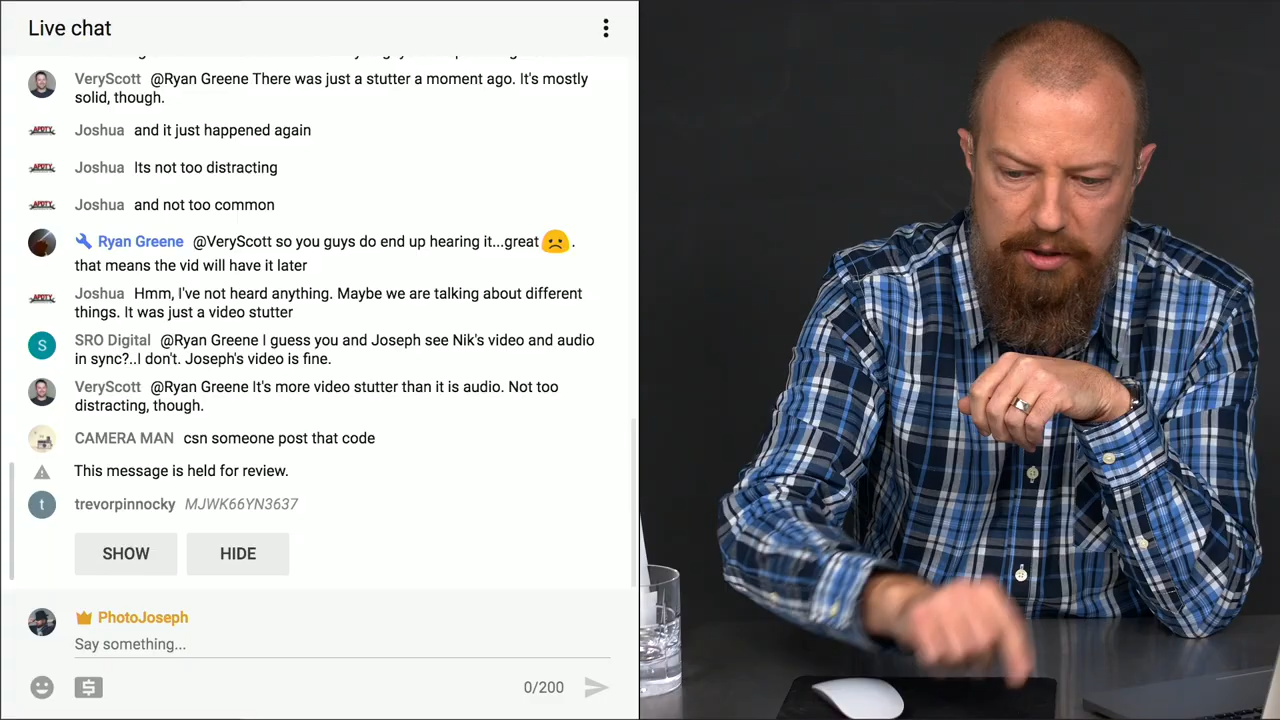 Live chat
VeryScott @Ryan Greene There was just a stutter a moment ago. It's mostly
solid, though.
Joshua and it just happened again
Joshua Its not too distracting
Joshua and not too common
Ryan Greene @VeryScott so you guys do end up hearing it...great .
that means the vid will have it later
Joshua Hmm, I've not heard anything. Maybe we are talking about different
things. It was just a video stutter
SRO Digital @Ryan Greene I guess you and Joseph see Nik's video and audio
S
in sync?..I don't. Joseph's video is fine.
VeryScott @Ryan Greene It's more video stutter than it is audio. Not too
distracting, though.
CAMERA MAN csn someone post that code
This message is held for review.
t trevorpinnocky MJWK66YN3637
SHOW HIDE
PhotoJoseph
Say something...
0/200